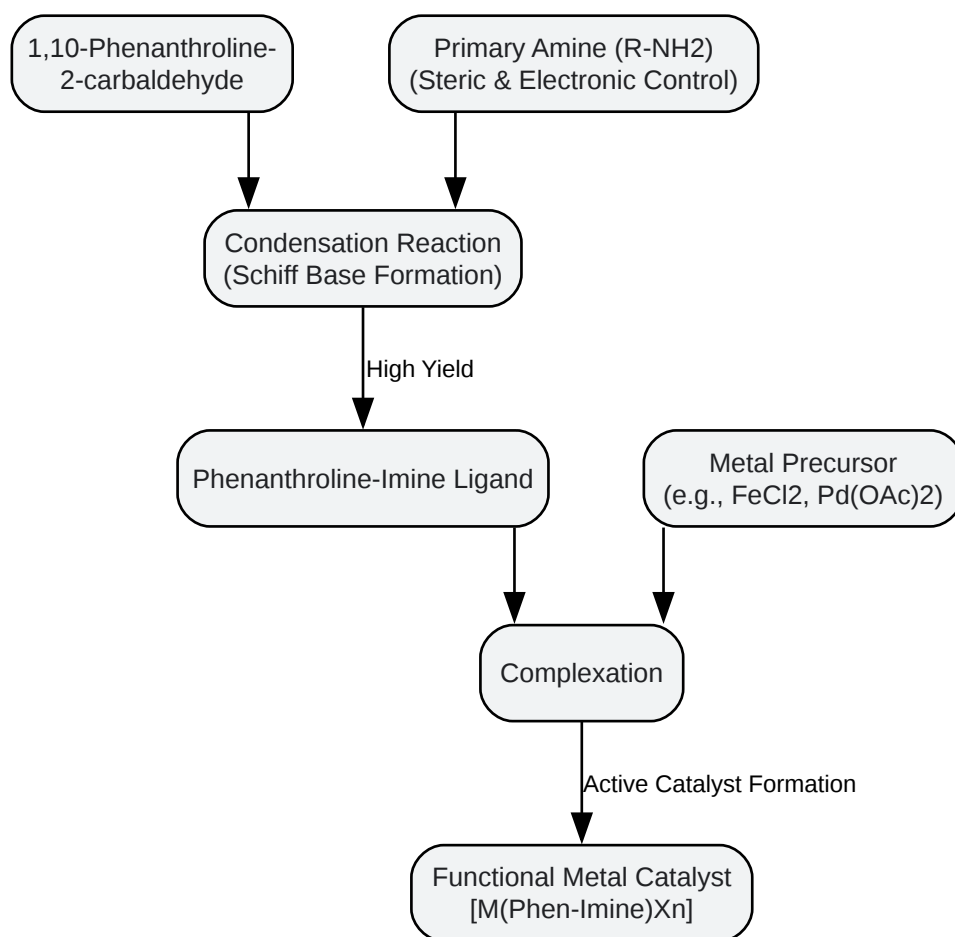 1,10-Phenanthroline-
2-carbaldehyde
Primary Amine (R-NH2)
(Steric & Electronic Control)
Condensation Reaction
(Schiff Base Formation)
High Yield
Phenanthroline-Imine Ligand
Metal Precursor
(e.g., FeCl2, Pd(OAc)2)
Complexation
Active Catalyst Formation
Functional Metal Catalyst
[M(Phen-Imine)Xn]